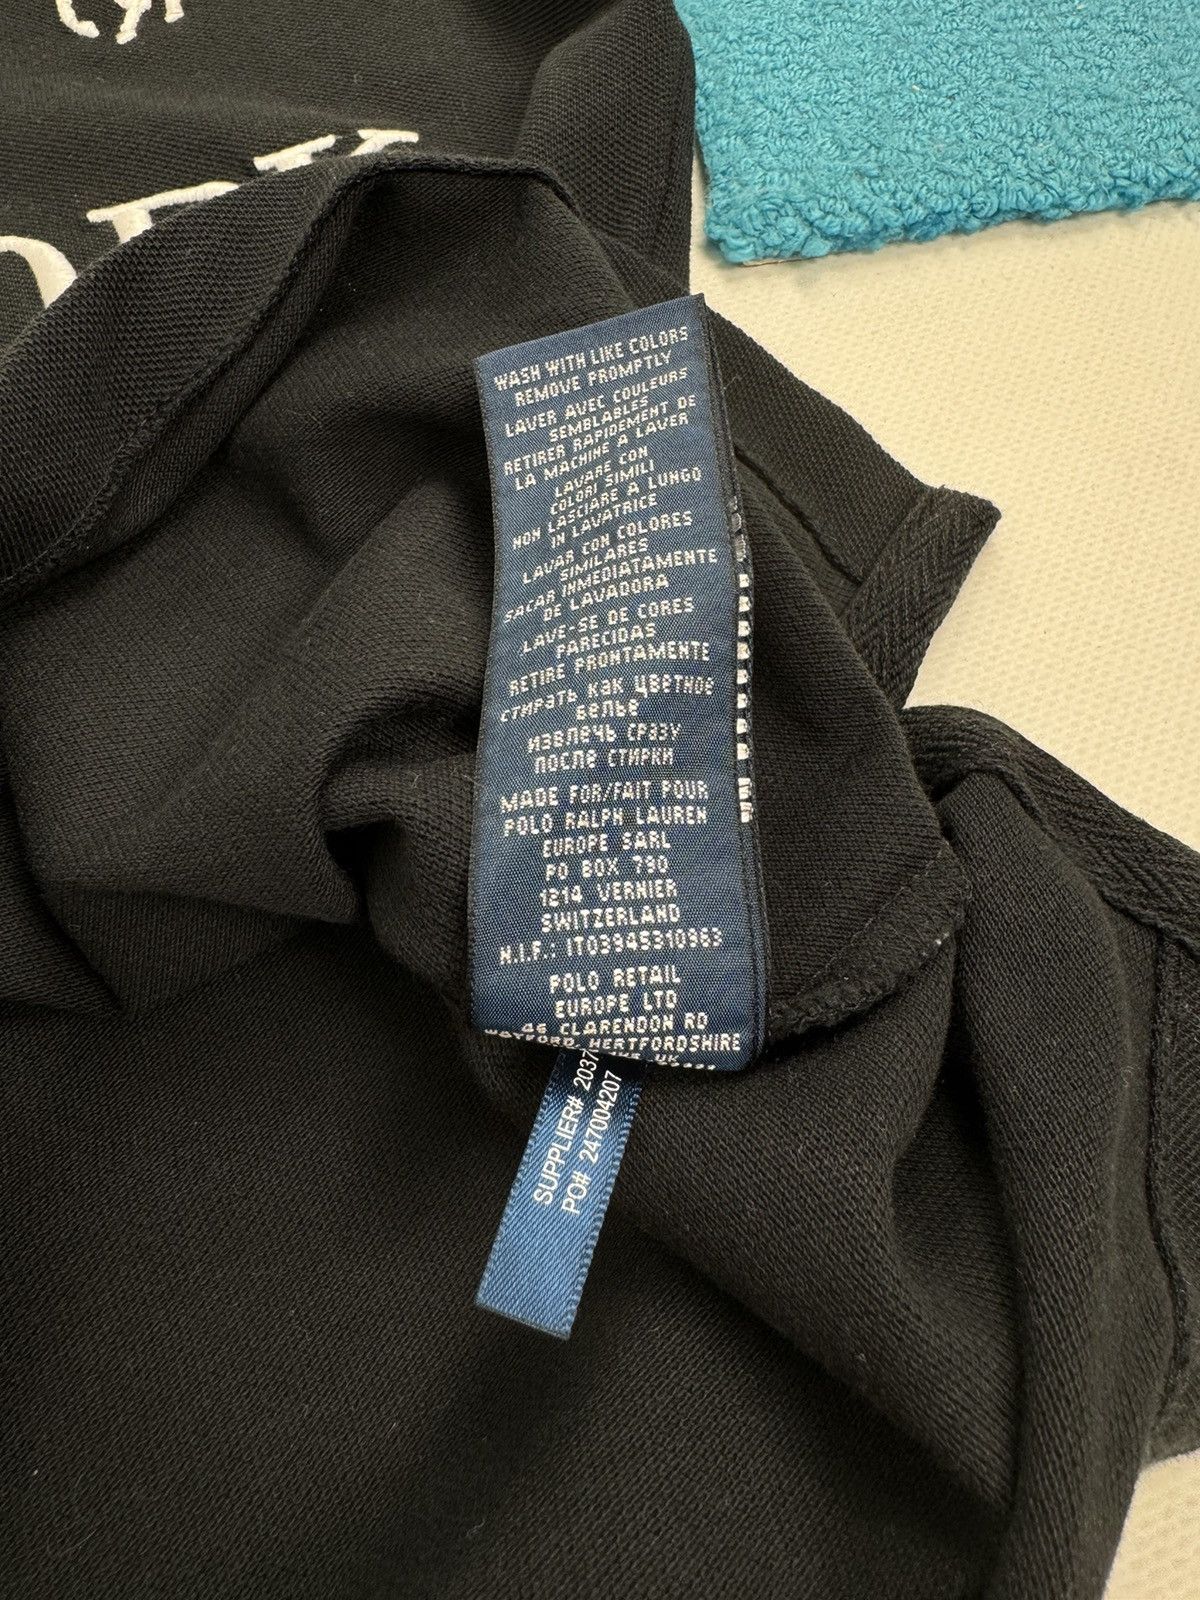 WASH WITH LIKE COLORS
REMOVE PROMPTLY
LAVER AVEC COULEURS
SEMBLABLES
RETIRER RAPIDEMENT DE
LA MACHINE A LAVER
LAVARE CON
COLORI SIMILI
NON LASCIARE A LUNGO
IN LAVATRICE
LAVAR CON COLORES
SIMILARES
SACAR INMEDIATAMENTE
DE LAVADORA
LAVE-SE DE CORES
PARECIDAS
RETIRE PRONTAMENTE
СТИРАТЬ КАК ЦВЕТНОЕ
БЕЛЬЕ
ИЗВЛЕЧЬ СРАЗУ
ПОСЛЕ СТИРКИ
MADE FOR/FAIT POUR
POLO RALPH LAUREN
EUROPE SARL
PO BOX 790
1214 VERNIER
SWITZERLAND
N.I.F.: IT03945310963
POLO RETAIL
EUROPE LTD
46 CLARENDON RD
HERTFORDSHIRE
UK
SUPPLIER# 2037
PO# 247004207